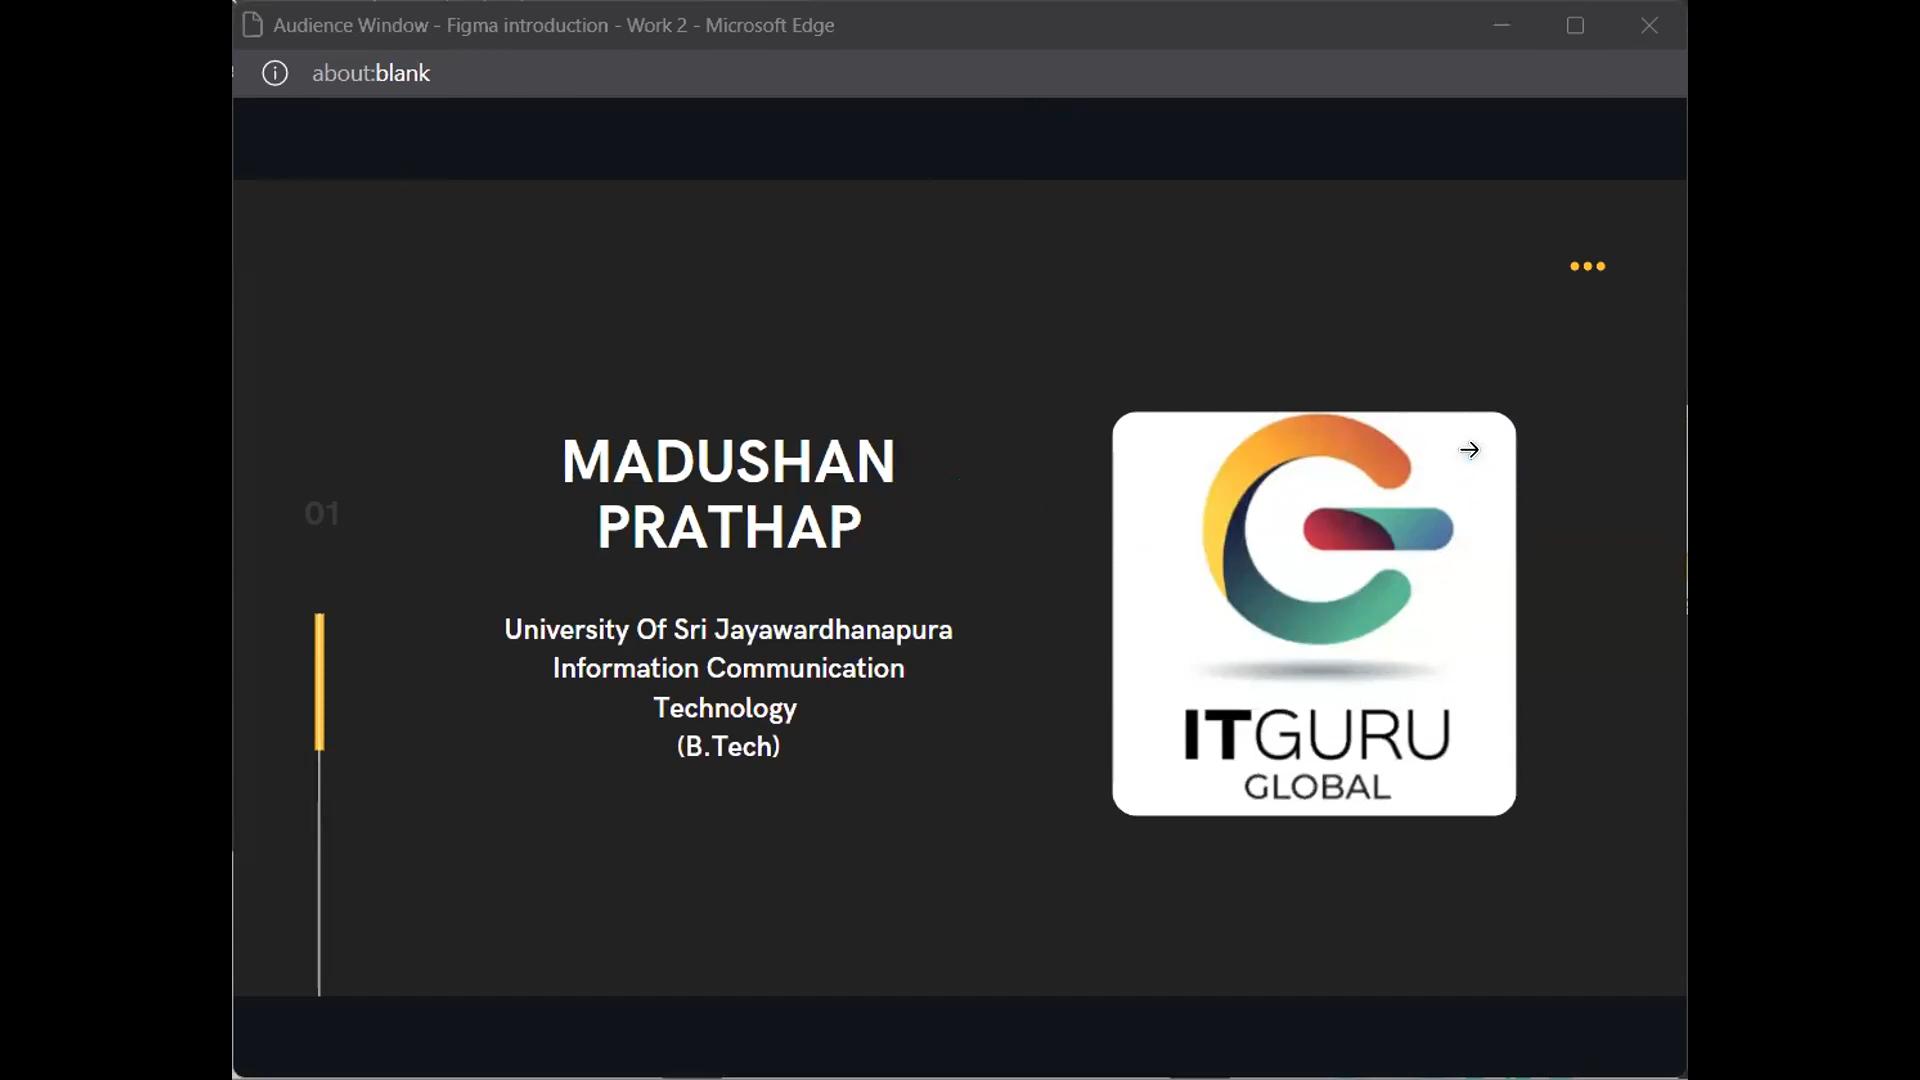 Audience Window - Figma introduction - Work 2 - Microsoft Edge
about:blank
MADUSHAN
PRATHAP
01
University Of Sri Jayawardhanapura
Information Communication
Technology
(B.Tech)
ITGURU
GLOBAL